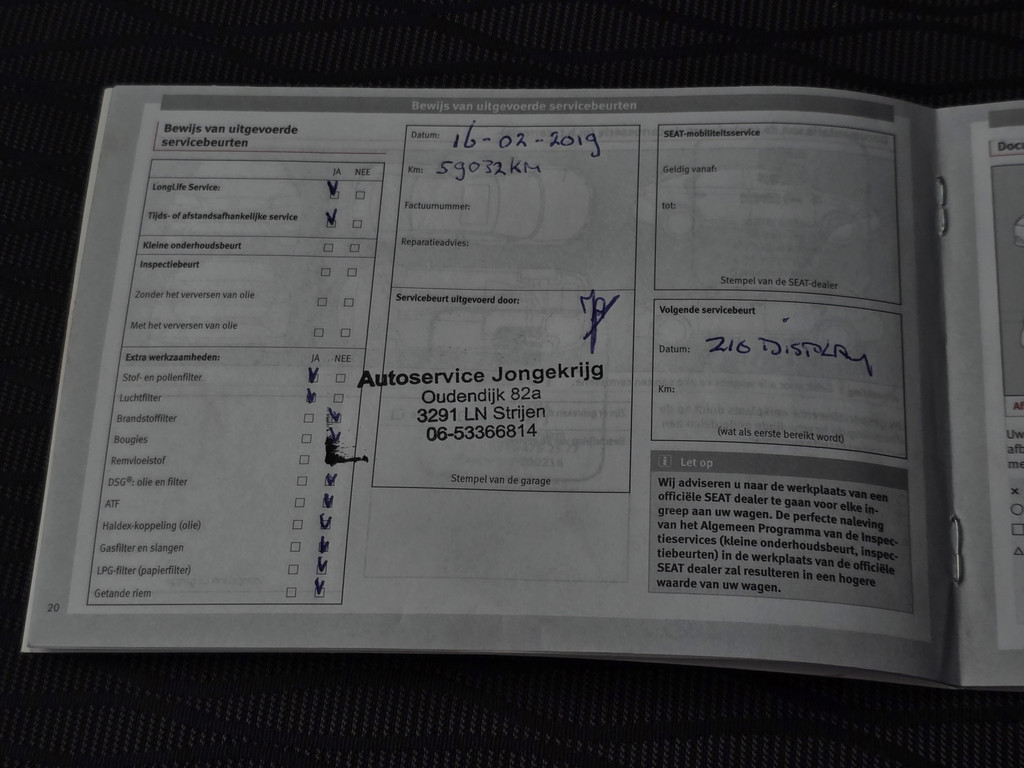 Bewijs van uitgevoerde servicebeurten
Bewijs van uitgevoerde
servicebeurten
JA NEE
LongLife Service:
Tijds- of afstandsafhankelijke service
Kleine onderhoudsbeurt
Inspectiebeurt
Zonder het verversen van olie
Met het verversen van olie
Extra werkzaamheden: JA NEE
Stof- en pollenfilter
Luchtfilter
Brandstoffilter
Bougies
Remvloeistof
DSG®: olie en filter
ATF
Haldex-koppeling (olie)
Gasfilter en slangen
LPG-filter (papierfilter)
Getande riem
20
Datum: 16-02-2019
Km: 59032KM
Factuurnummer:
Reparatieadvies:
Servicebeurt uitgevoerd door:
Autoservice Jongekrijg
Oudendijk 82a
3291 LN Strijen
06-53366814
Stempel van de garage
SEAT-mobiliteitsservice
Geldig vanaf:
tot:
Stempel van de SEAT-dealer
Volgende servicebeurt
Datum:
Km:
(wat als eerste bereikt wordt)
i Let op
Wij adviseren u naar de werkplaats van een
officiële SEAT dealer te gaan voor elke in-
greep aan uw wagen. De perfecte naleving
van het Algemeen Programma van de Inspec-
tieservices (kleine onderhoudsbeurt, inspec-
tiebeurten) in de werkplaats van de officiële
SEAT dealer zal resulteren in een hogere
waarde van uw wagen.